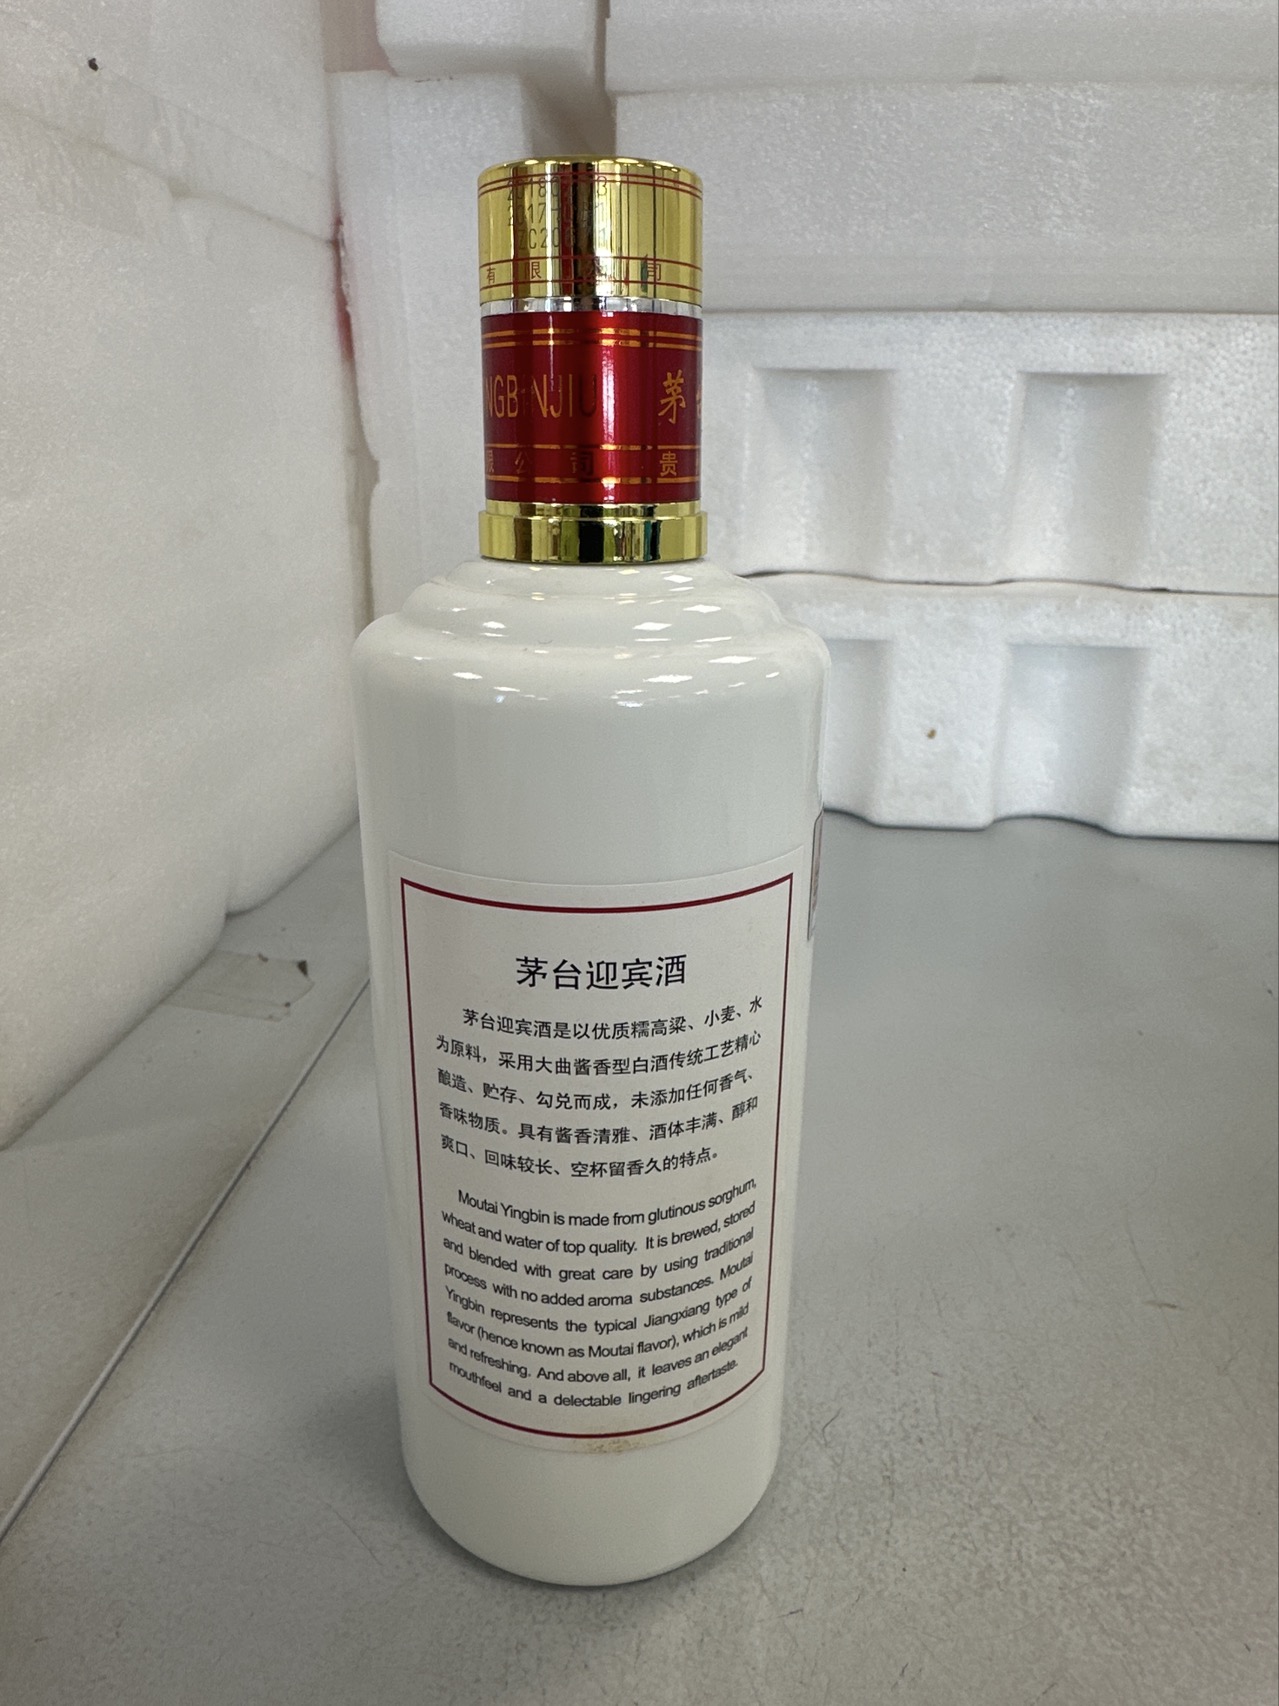 有 限 公 司
NGBINJIU 茅
限 公 司 贵
茅台迎宾酒
茅台迎宾酒是以优质糯高粱、小麦、水
为原料，采用大曲酱香型白酒传统工艺精心
酿造、贮存、勾兑而成，未添加任何香气、
香味物质。具有酱香清雅、酒体丰满、醇和
爽口、回味较长、空杯留香久的特点。
Moutai Yingbin is made from glutinous sorghum,
wheat and water of top quality. It is brewed, stored
and blended with great care by using traditional
process with no added aroma substances. Moutai
Yingbin represents the typical Jiangxiang type of
flavor (hence known as Moutai flavor), which is mild
and refreshing. And above all, it leaves an elegant
mouthfeel and a delectable lingering aftertaste.